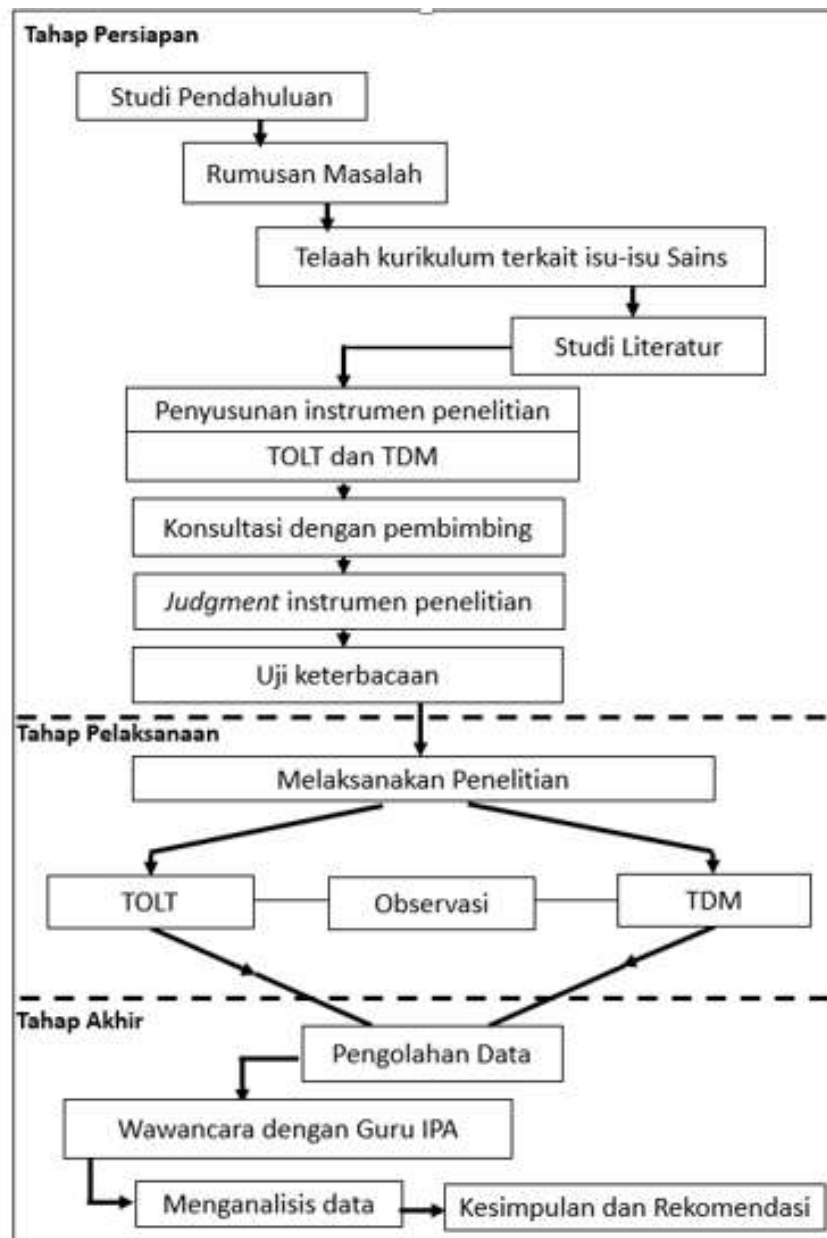 Tahap Persiapan
Studi Pendahuluan
Rumusan Masalah
Telaah kurikulum terkait isu-isu Sains
Studi Literatur
Penyusunan instrumen penelitian
TOLT dan TDM
Konsultasi dengan pembimbing
Judgment instrumen penelitian
Uji keterbacaan
Tahap Pelaksanaan
Melaksanakan Penelitian
TOLT
Observasi
TDM
Tahap Akhir
Pengolahan Data
Wawancara dengan Guru IPA
Menganalisis data
Kesimpulan dan Rekomendasi